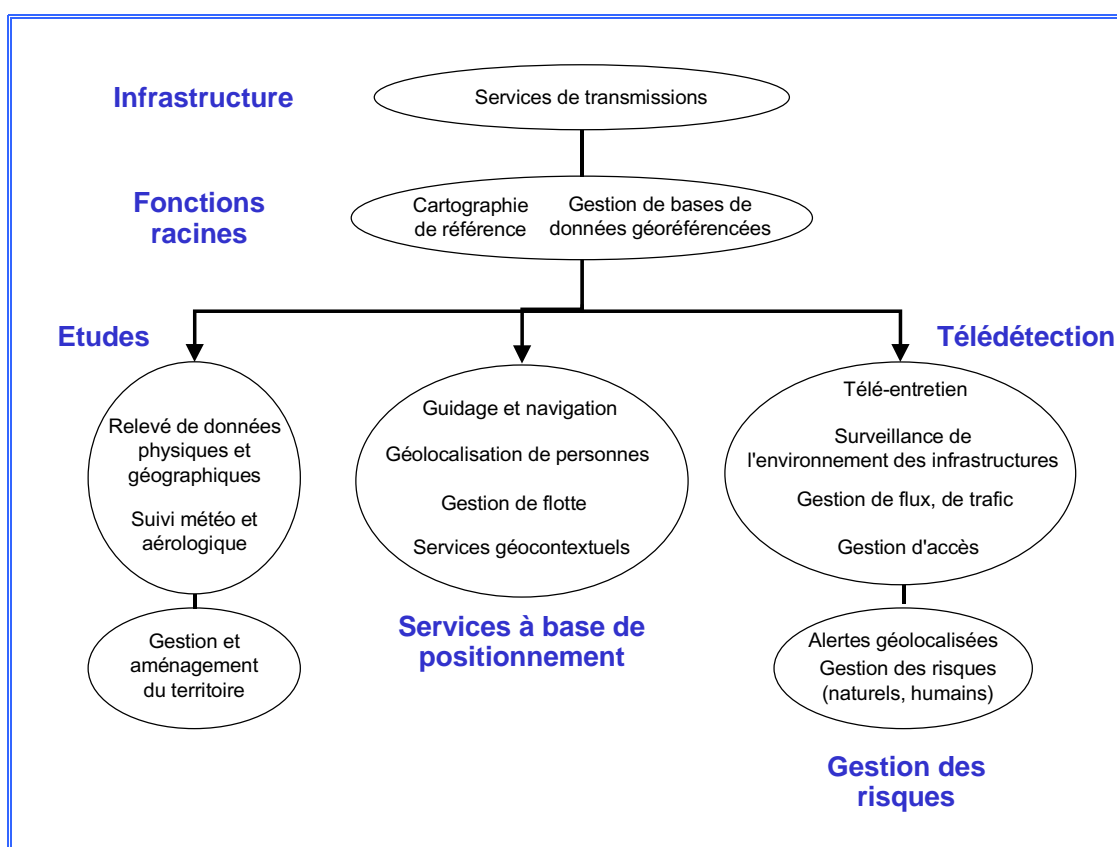 Infrastructure
Services de transmissions
Fonctions
racines
Cartographie
de référence
Gestion de bases de
données géoréférencées
Etudes
Télédétection
Relevé de données
physiques et
géographiques
Suivi météo et
aérologique
Guidage et navigation
Géolocalisation de personnes
Gestion de flotte
Services géocontextuels
Télé-entretien
Surveillance de
l'environnement des infrastructures
Gestion de flux, de trafic
Gestion d'accès
Gestion et
aménagement
du territoire
Services à base de
positionnement
Alertes géolocalisées
Gestion des risques
(naturels, humains)
Gestion des
risques